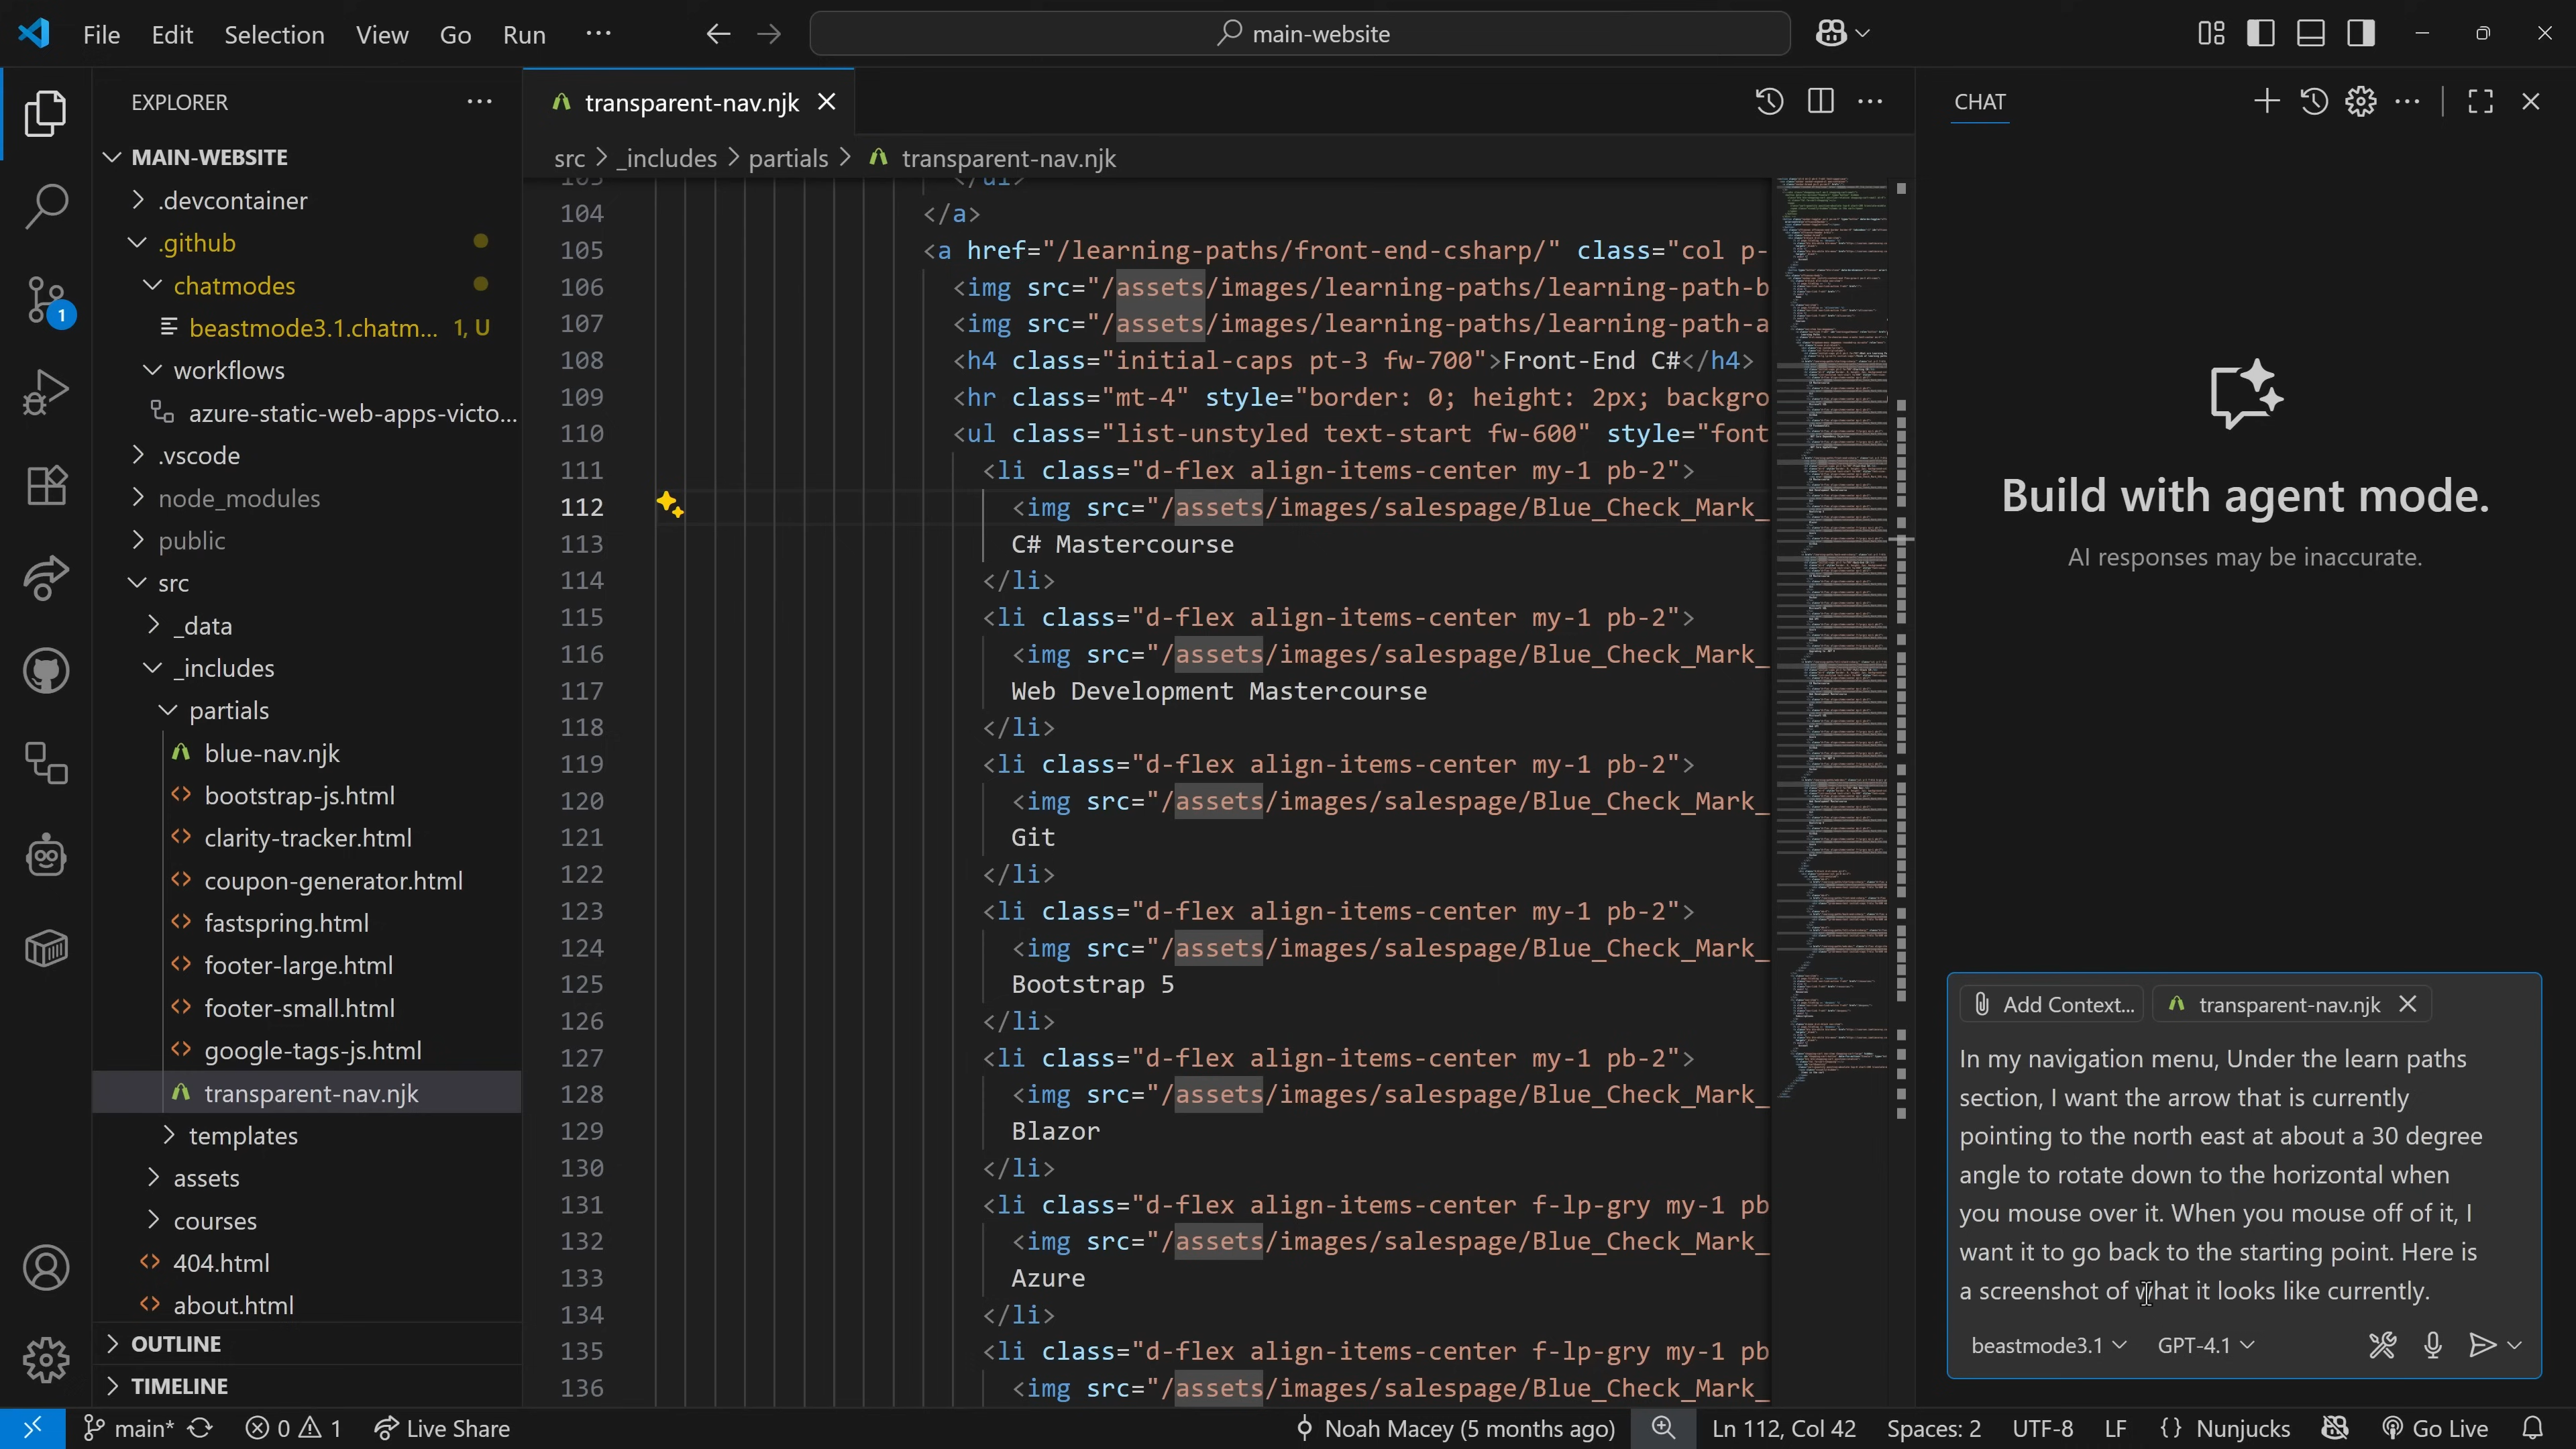 File Edit Selection View Go Run ···
main-website
EXPLORER
MAIN-WEBSITE
.devcontainer
.github
chatmodes
beastmode3.1.chatm... 1, U
workflows
azure-static-web-apps-victo...
.vscode
node_modules
public
src
_data
_includes
partials
blue-nav.njk
bootstrap-js.html
clarity-tracker.html
coupon-generator.html
fastspring.html
footer-large.html
footer-small.html
google-tags-js.html
transparent-nav.njk
templates
assets
courses
404.html
about.html
OUTLINE
TIMELINE
1
transparent-nav.njk
src > _includes > partials > transparent-nav.njk
104 </a>
105 <a href="/learning-paths/front-end-csharp/" class="col p-
106 <img src="/assets/images/learning-paths/learning-path-b
107 <img src="/assets/images/learning-paths/learning-path-a
108 <h4 class="initial-caps pt-3 fw-700">Front-End C#</h4>
109 <hr class="mt-4" style="border: 0; height: 2px; backgro
110 <ul class="list-unstyled text-start fw-600" style="font
111 <li class="d-flex align-items-center my-1 pb-2">
112 <img src="/assets/images/salespage/Blue_Check_Mark_
113 C# Mastercourse
114 </li>
115 <li class="d-flex align-items-center my-1 pb-2">
116 <img src="/assets/images/salespage/Blue_Check_Mark_
117 Web Development Mastercourse
118 </li>
119 <li class="d-flex align-items-center my-1 pb-2">
120 <img src="/assets/images/salespage/Blue_Check_Mark_
121 Git
122 </li>
123 <li class="d-flex align-items-center my-1 pb-2">
124 <img src="/assets/images/salespage/Blue_Check_Mark_
125 Bootstrap 5
126 </li>
127 <li class="d-flex align-items-center my-1 pb-2">
128 <img src="/assets/images/salespage/Blue_Check_Mark_
129 Blazor
130 </li>
131 <li class="d-flex align-items-center f-lp-gry my-1 pb
132 <img src="/assets/images/salespage/Blue_Check_Mark_
133 Azure
134 </li>
135 <li class="d-flex align-items-center f-lp-gry my-1 pb
136 <img src="/assets/images/salespage/Blue_Check_Mark_
CHAT
Build with agent mode.
AI responses may be inaccurate.
Add Context... transparent-nav.njk
In my navigation menu, Under the learn paths
section, I want the arrow that is currently
pointing to the north east at about a 30 degree
angle to rotate down to the horizontal when
you mouse over it. When you mouse off of it, I
want it to go back to the starting point. Here is
a screenshot of what it looks like currently.
beastmode3.1 GPT-4.1
main* 0 1 Live Share Noah Macey (5 months ago) Ln 112, Col 42 Spaces: 2 UTF-8 LF {} Nunjucks Go Live